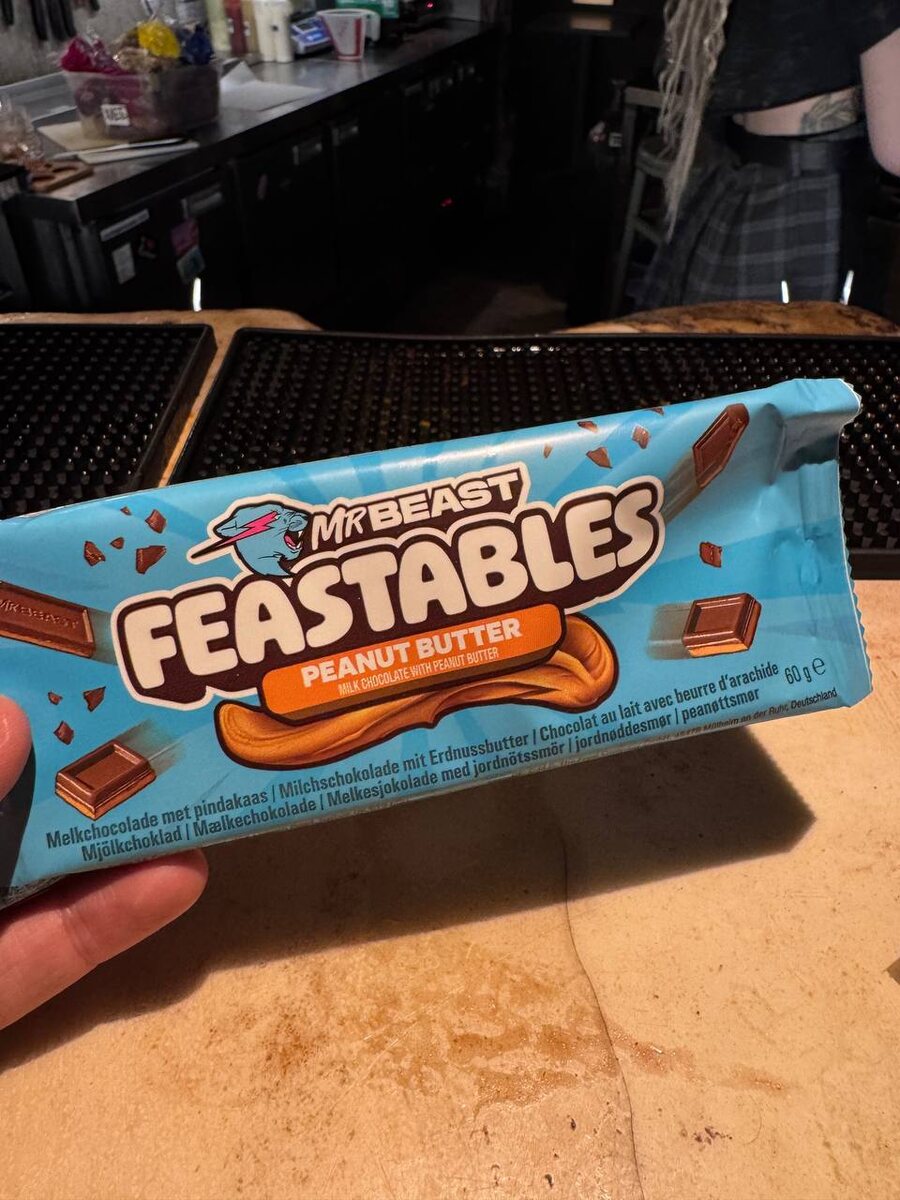 MRBEAST
FEASTABLES
PEANUT BUTTER
MILK CHOCOLATE WITH PEANUT BUTTER
Melkchocolade met pindakaas | Milchschokolade mit Erdnussbutter | Chocolat au lait avec beurre d'arachide
Mjölkchoklad | Mælkechokolade | Melkesjokolade med jordnötssmör | jordnøddesmør | peanøttsmør
60 g e
Mülheim an der Ruhr, Deutschland